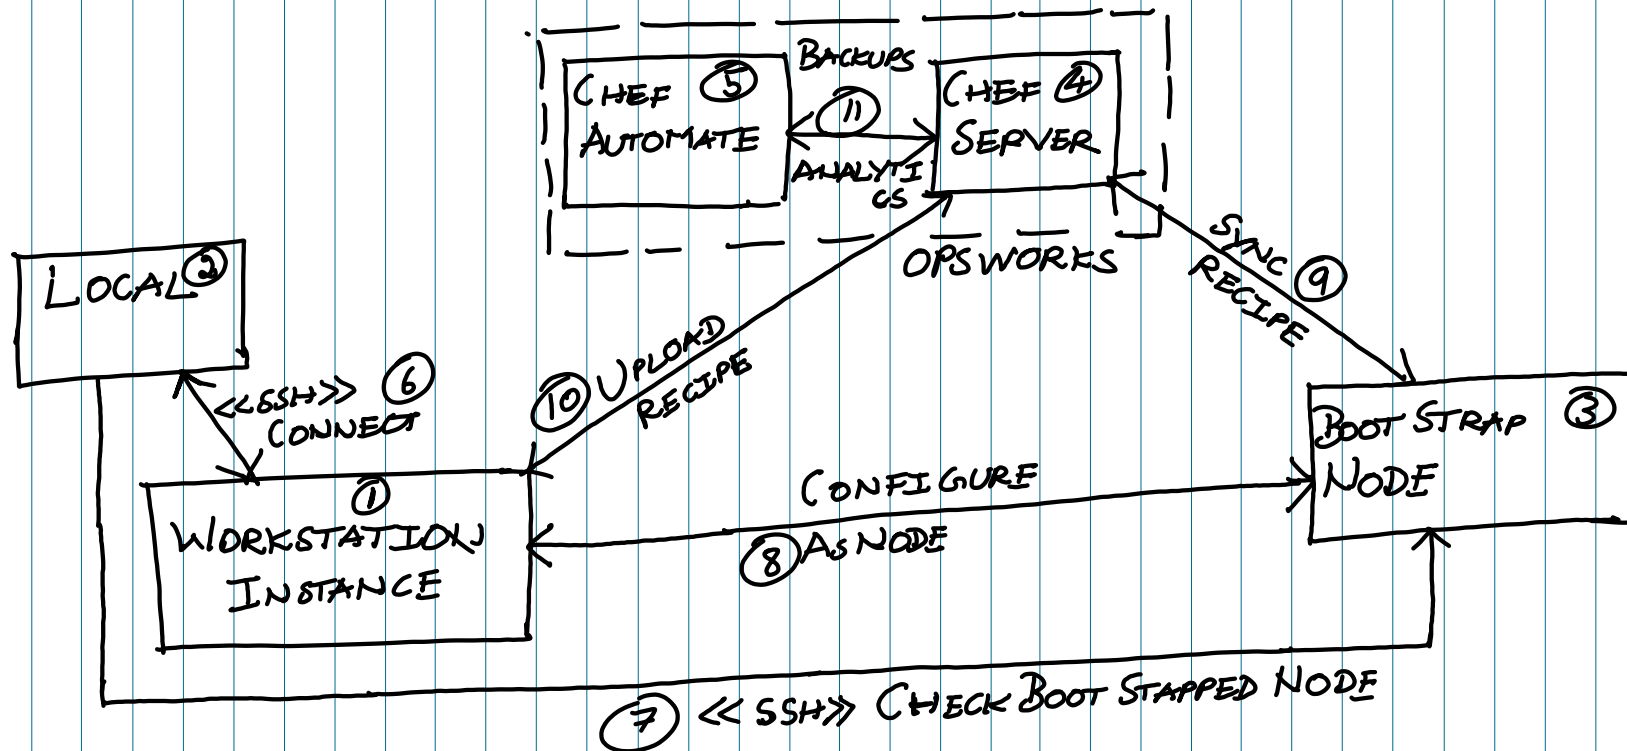 BACKUPS
CHEF 5
AUTOMATE
11
ANALYTI
CS
CHEF 4
SERVER
OPSWORKS
LOCAL 2
SYNC 9
RECIPE
<<SSH>> 6
CONNECT
10 UPLOAD
RECIPE
BOOT STRAP 3
NODE
1
WORKSTATION
INSTANCE
CONFIGURE
8 AS NODE
7 <<SSH>> CHECK BOOT STAPPED NODE